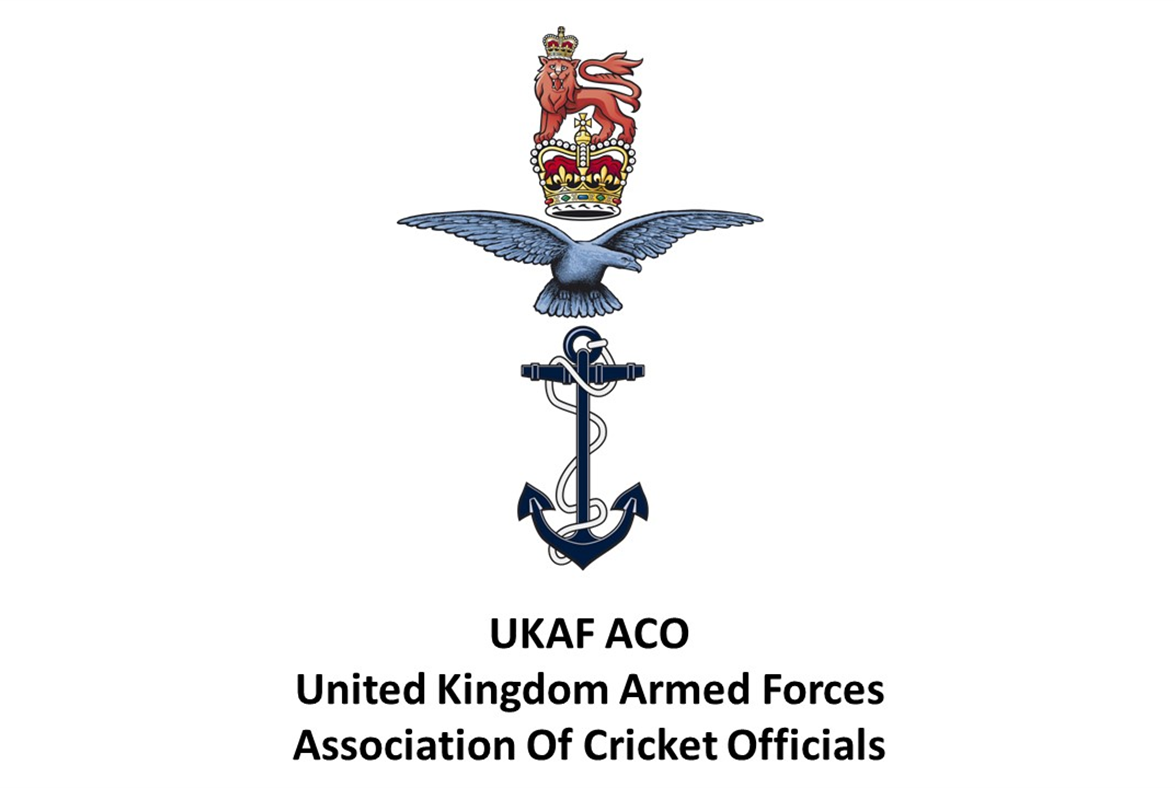 UKAF ACO
United Kingdom Armed Forces
Association Of Cricket Officials